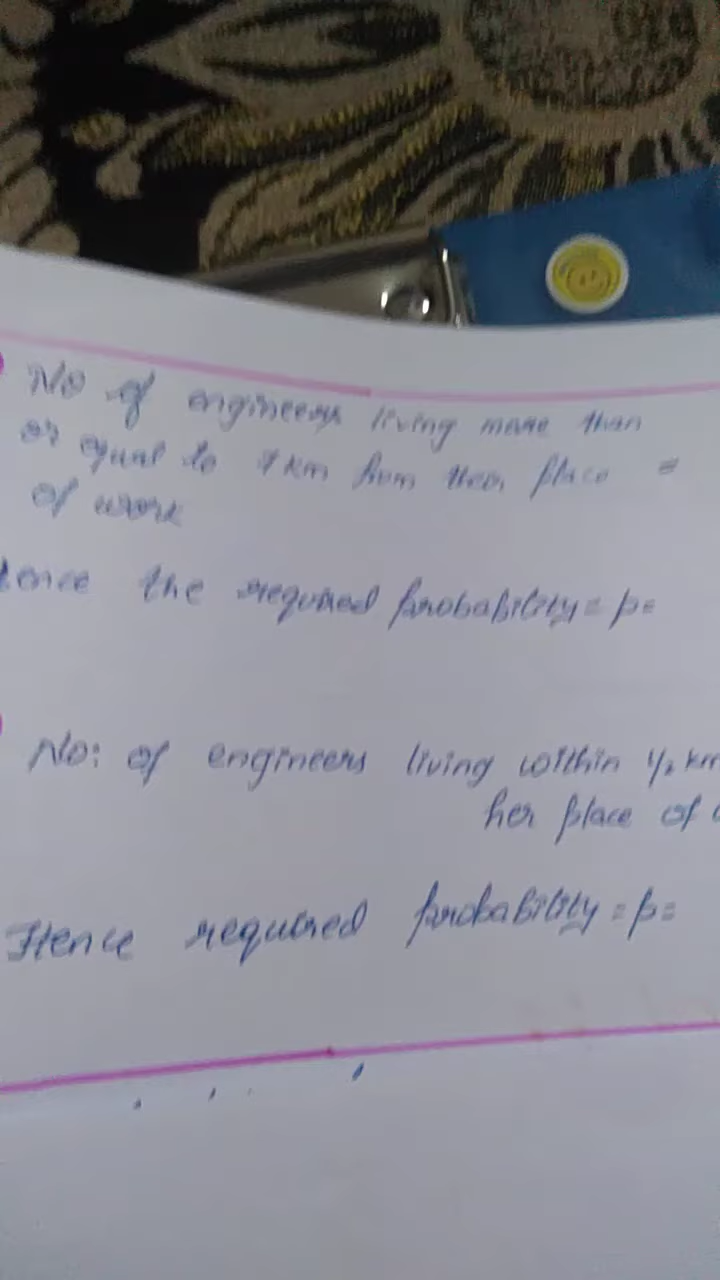 No of engineers living more than
or equal to 7 km from their place =
of work
Hence the required probability = p =
No: of engineers living within 1/2 km
her place of
Hence required probability = p =